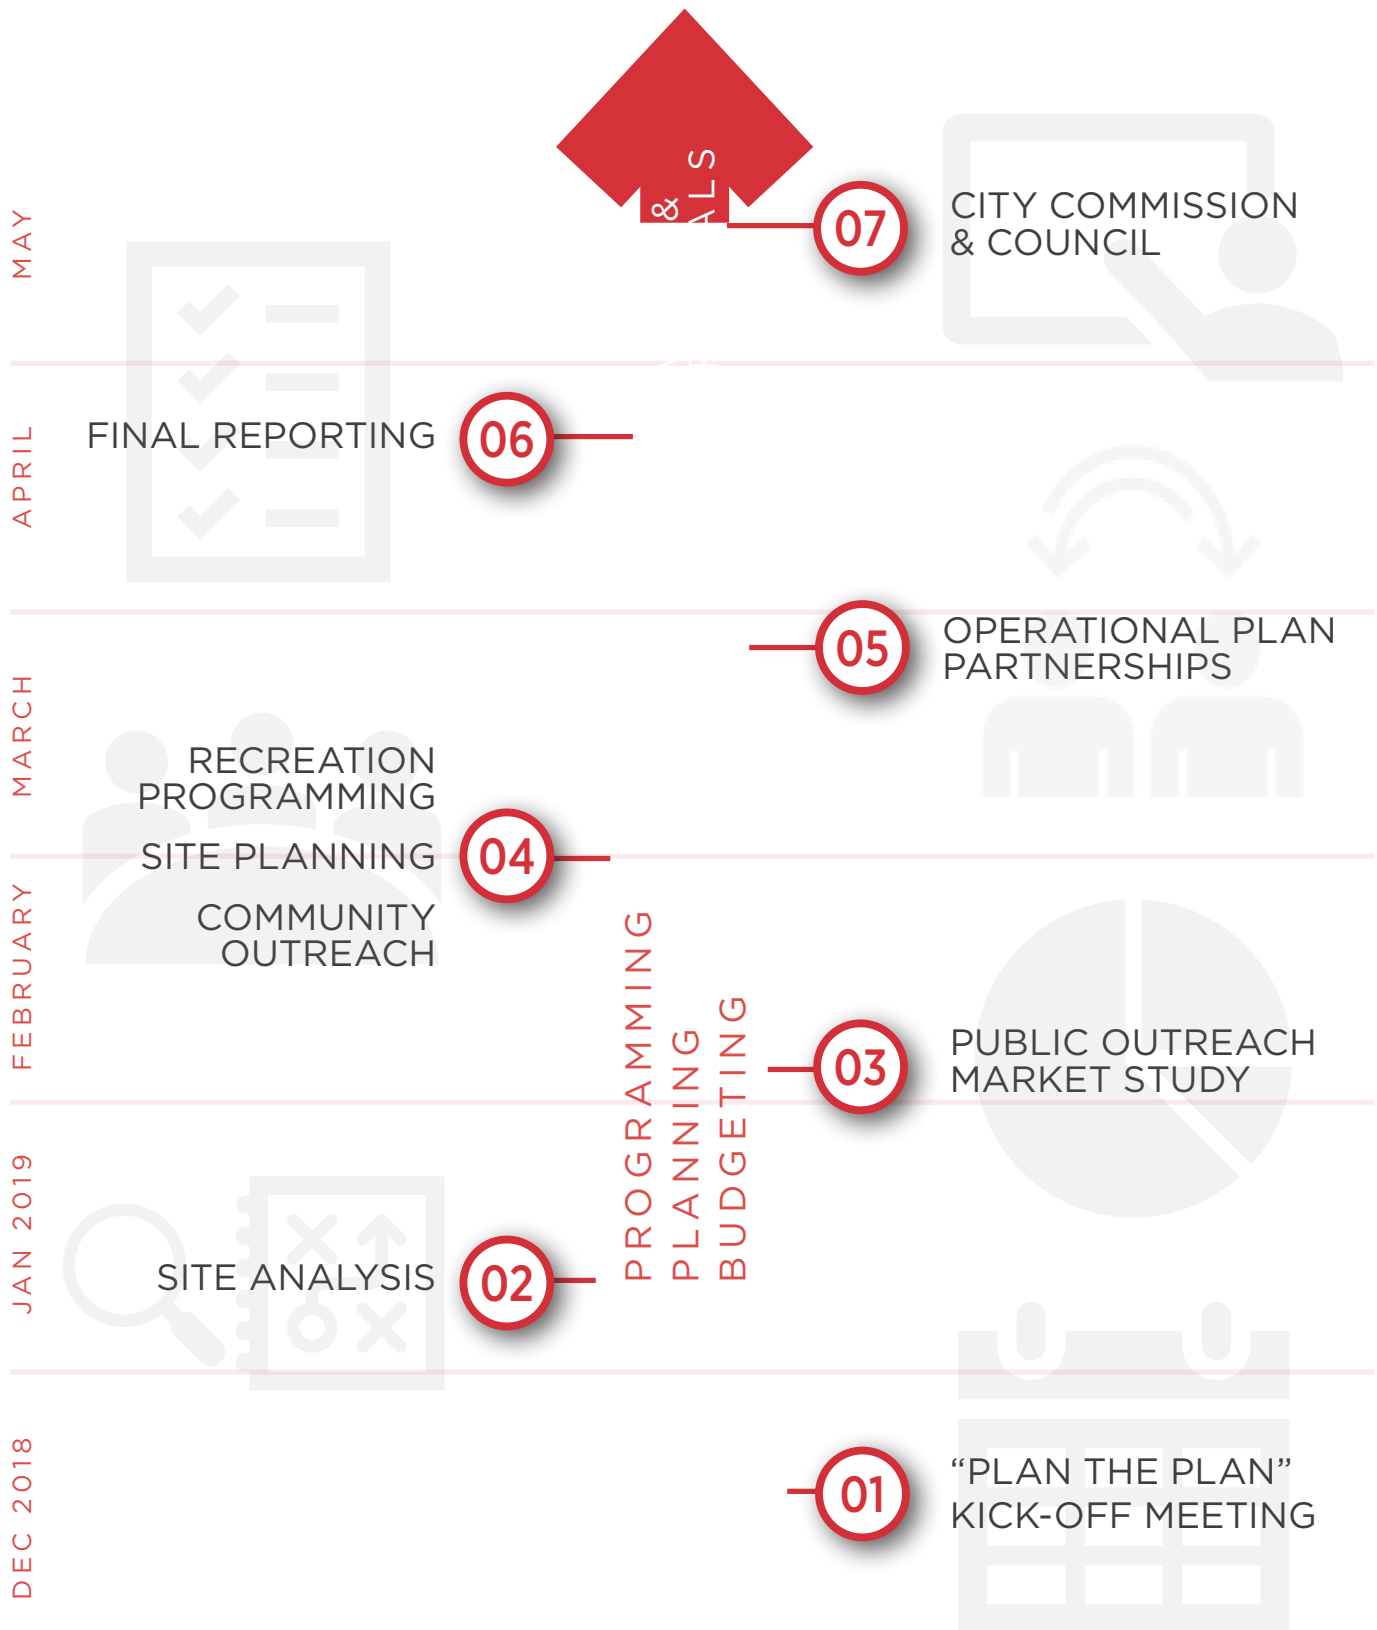 &
MAY
07
CITY COMMISSION
& COUNCIL
APRIL
FINAL REPORTING
06
05
OPERATIONAL PLAN
PARTNERSHIPS
MARCH
RECREATION
PROGRAMMING
SITE PLANNING
COMMUNITY
OUTREACH
04
FEBRUARY
PROGRAMMING
PLANNING
BUDGETING
03
PUBLIC OUTREACH
MARKET STUDY
JAN 2019
SITE ANALYSIS
02
DEC 2018
01
“PLAN THE PLAN”
KICK-OFF MEETING